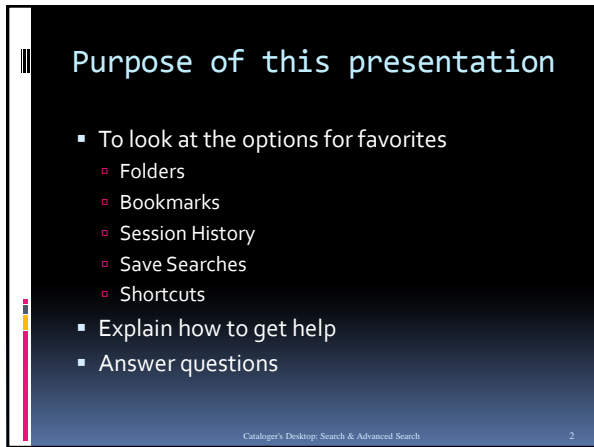 Purpose of this presentation
▪ To look at the options for favorites
▫ Folders
▫ Bookmarks
▫ Session History
▫ Save Searches
▫ Shortcuts
▪ Explain how to get help
▪ Answer questions
Cataloger's Desktop: Search & Advanced Search 2